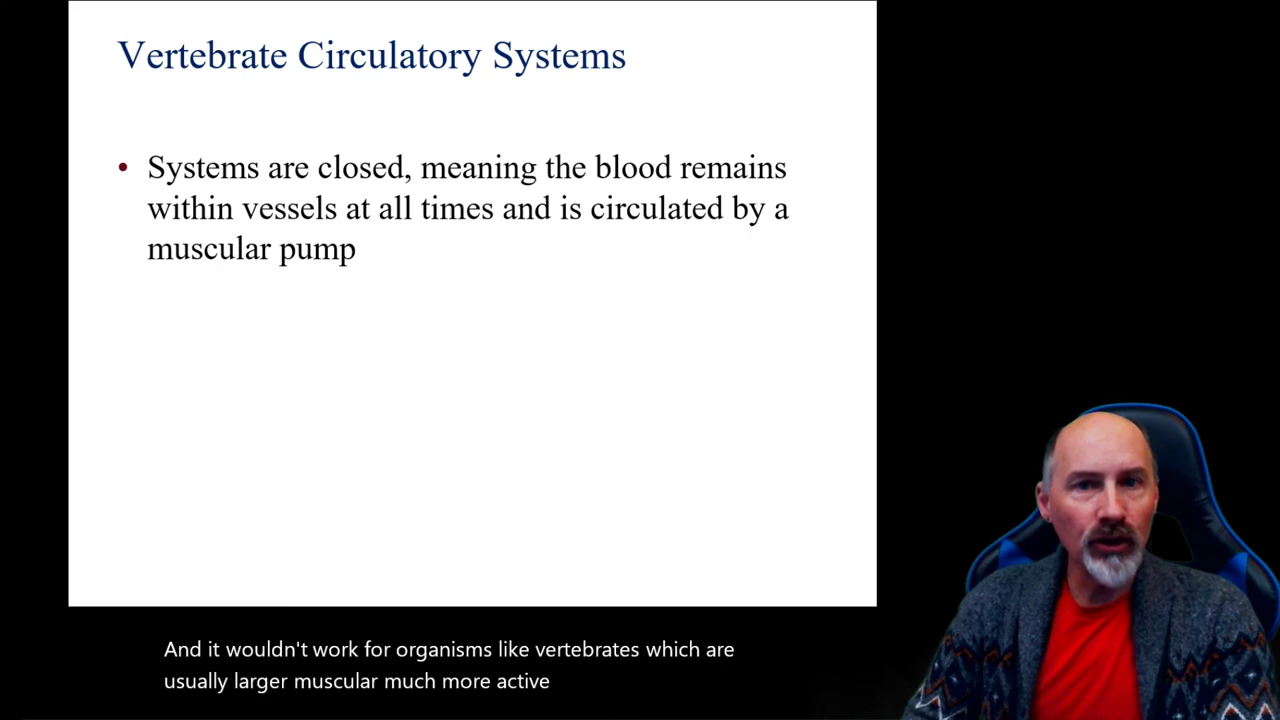 Vertebrate Circulatory Systems
• Systems are closed, meaning the blood remains
within vessels at all times and is circulated by a
muscular pump
And it wouldn't work for organisms like vertebrates which are
usually larger muscular much more active